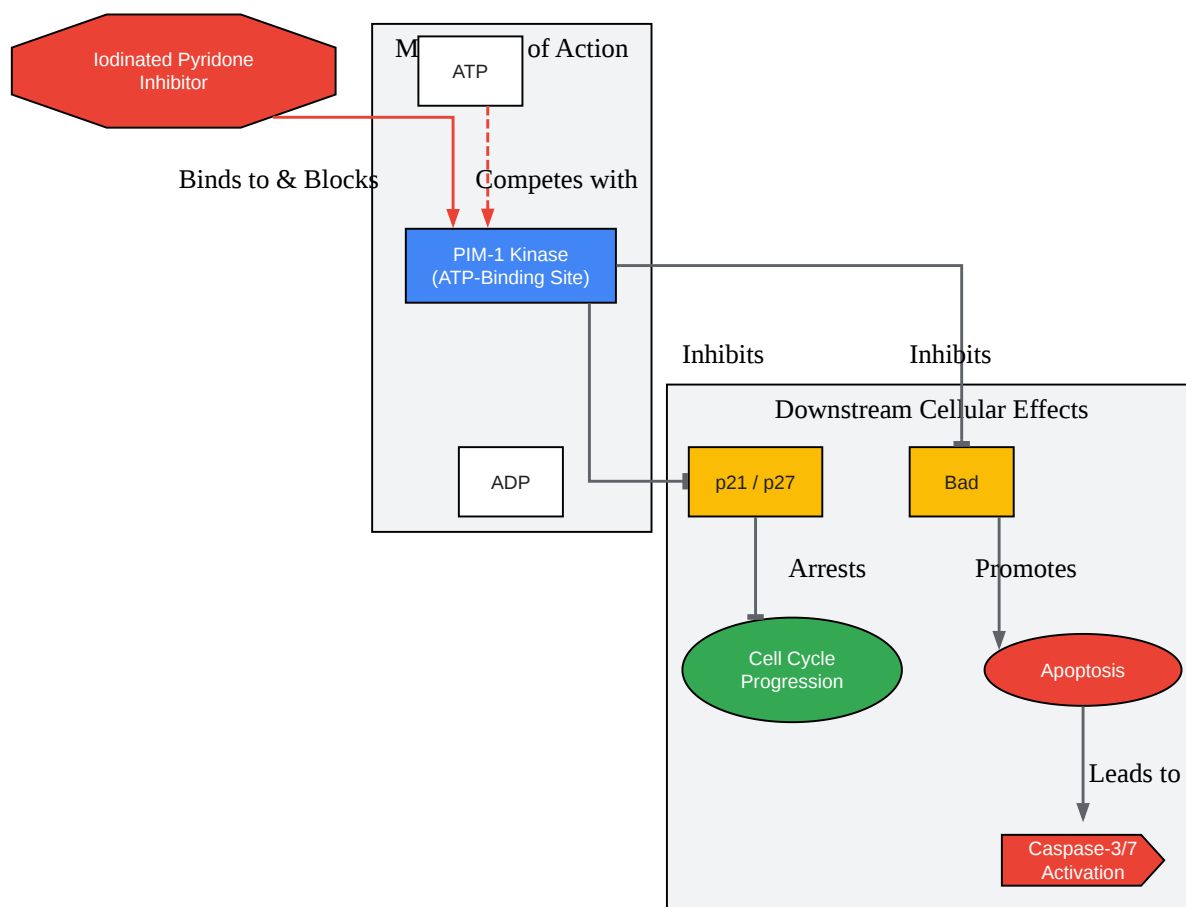 Iodinated Pyridone
Inhibitor
of Action
ATP
Binds to & Blocks
Competes with
PIM-1 Kinase
(ATP-Binding Site)
Inhibits
Inhibits
Downstream Cellular Effects
ADP
p21 / p27
Bad
Arrests
Promotes
Cell Cycle
Progression
Apoptosis
Leads to
Caspase-3/7
Activation